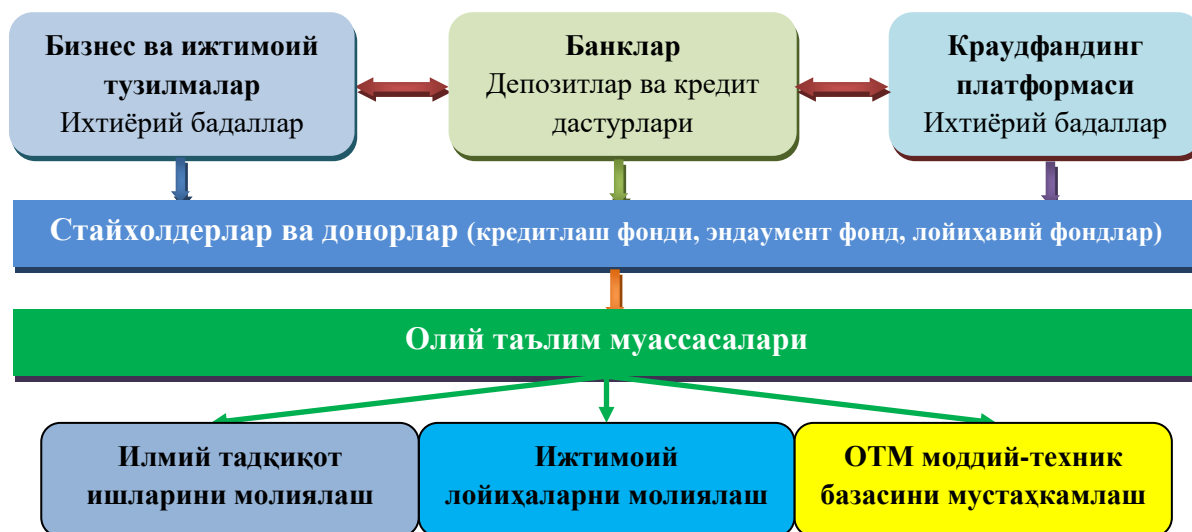 Бизнес ва ижтимоий
тузилмалар
Ихтиёрий бадаллар
Банклар
Депозитлар ва кредит
дастурлари
Краудфандинг
платформаси
Ихтиёрий бадаллар
Стайхолдерлар ва донорлар (кредитлаш фонди, эндаумент фонд, лойиҳавий фондлар)
Олий таълим муассасалари
Илмий тадқиқот
ишларини молиялаш
Ижтимоий
лойиҳаларни молиялаш
ОТМ моддий-техник
базасини мустаҳкамлаш